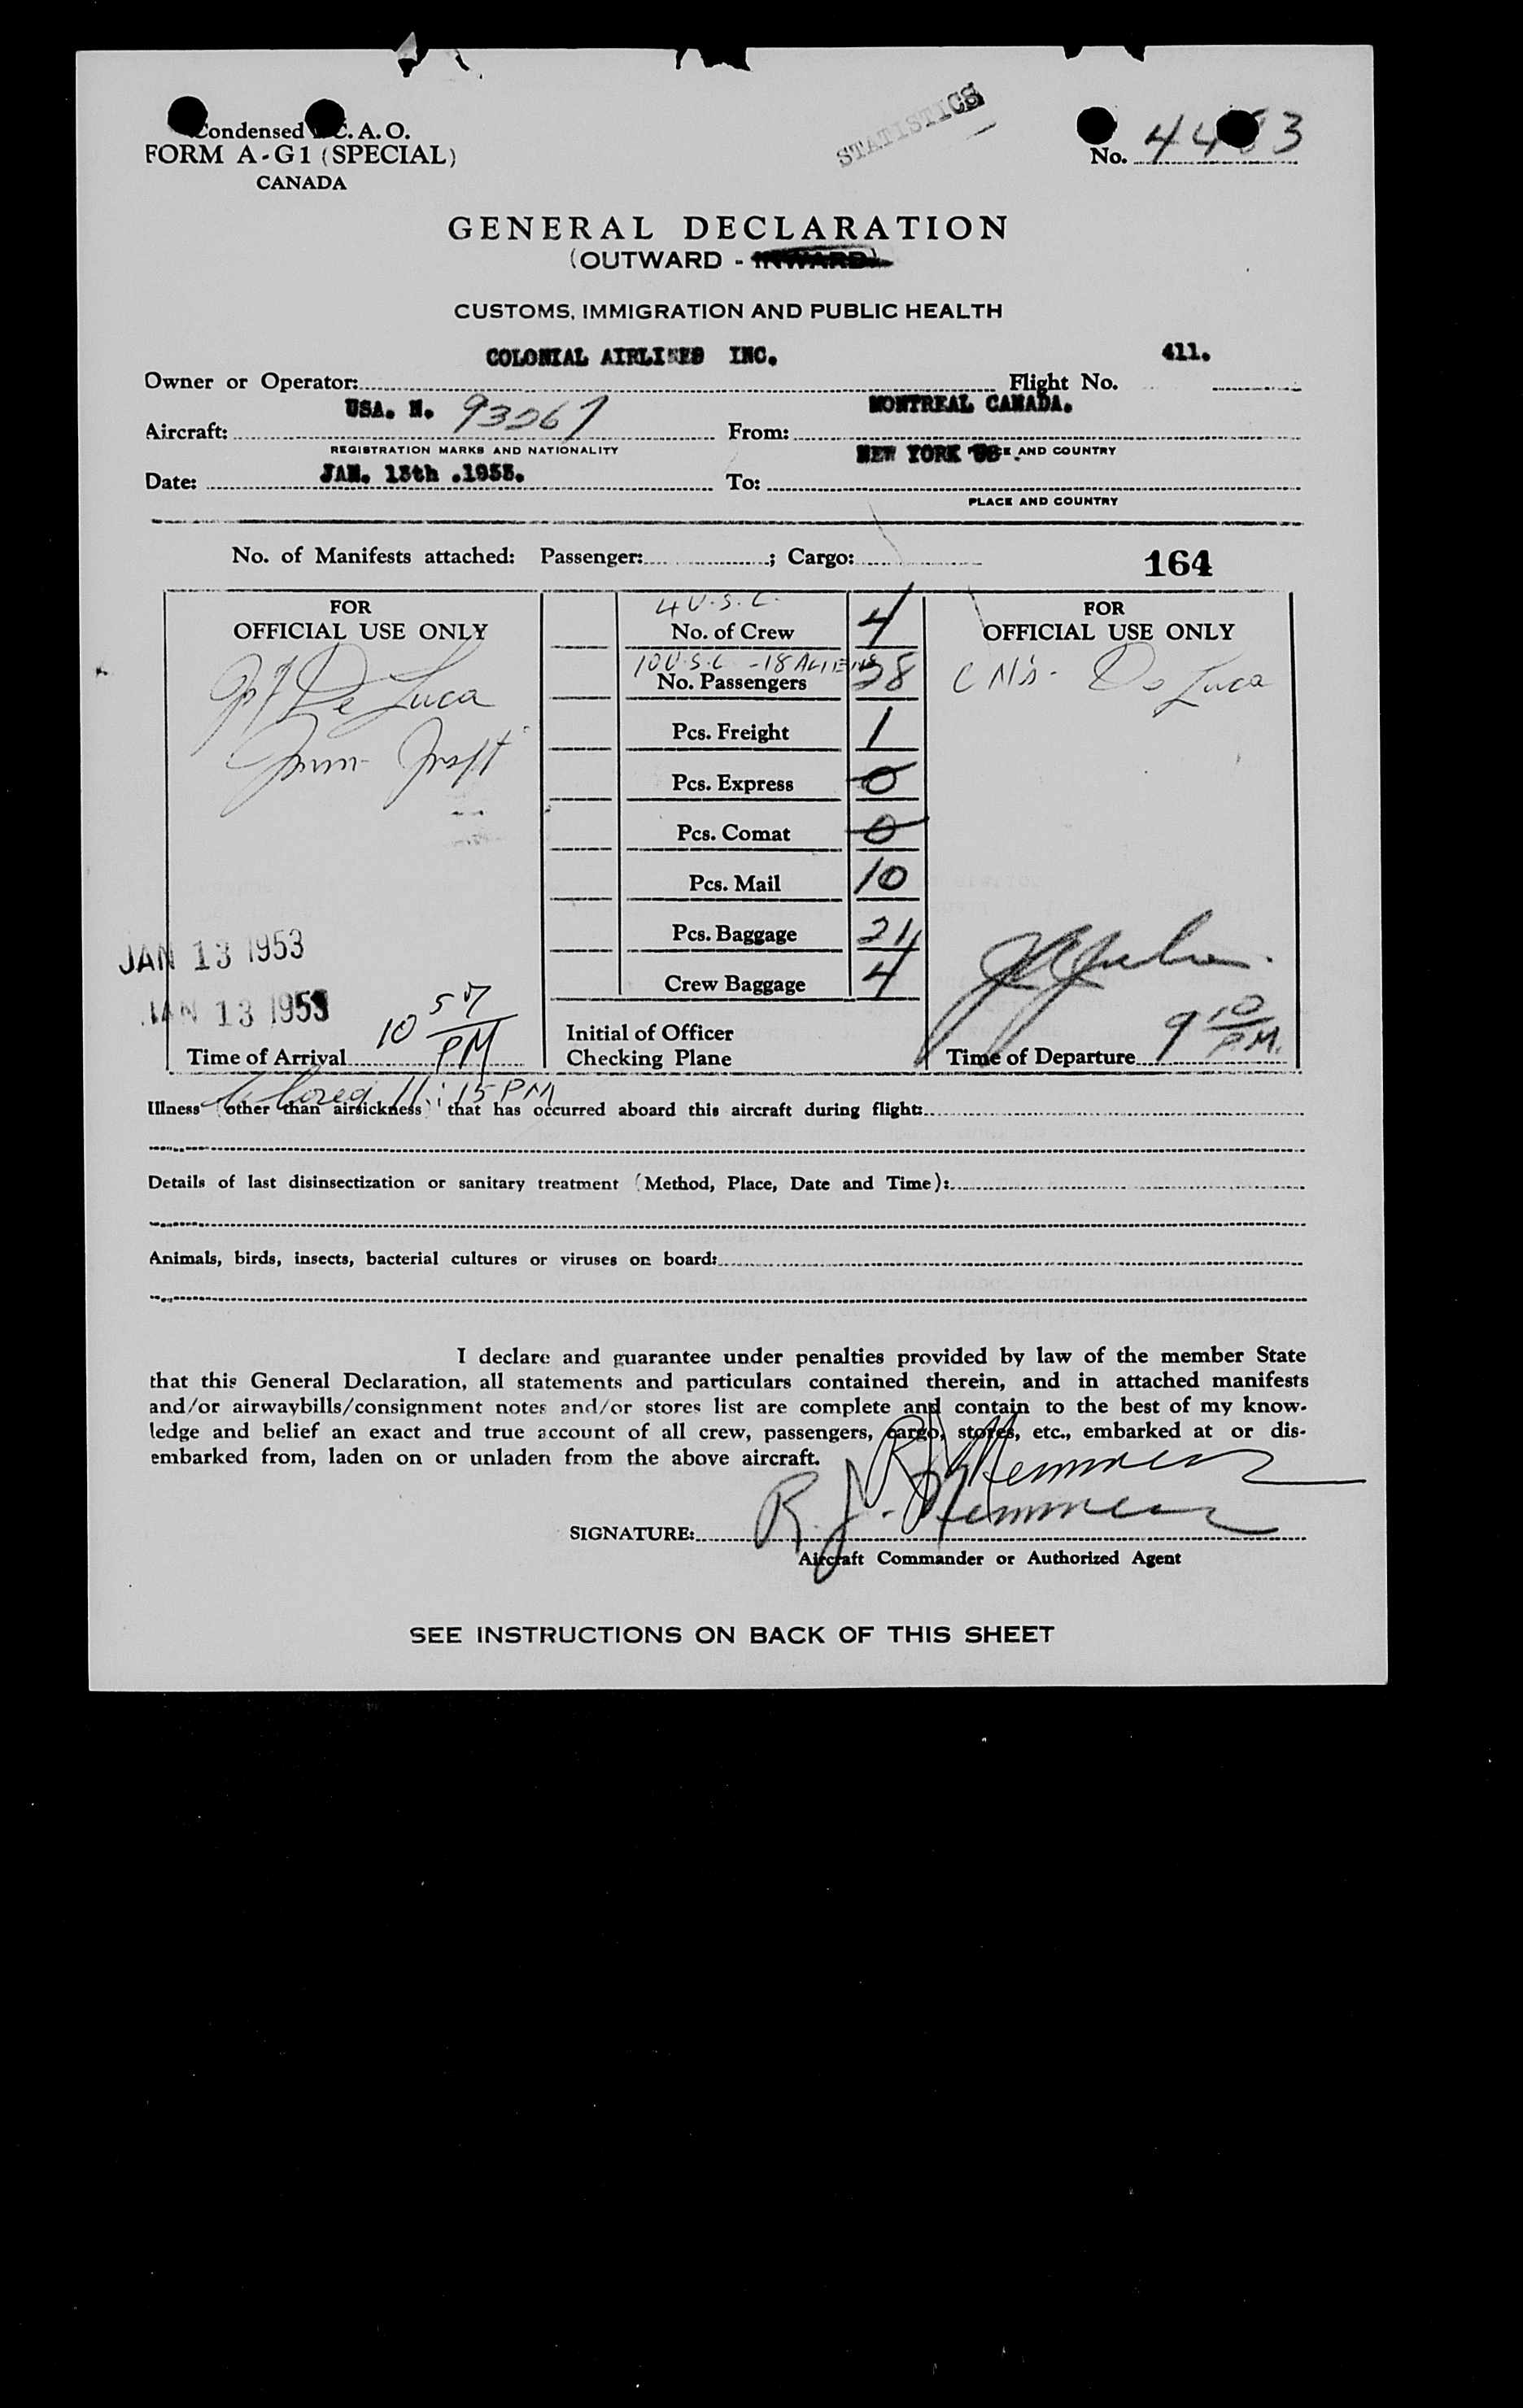 Condensed C. A. O.
FORM A-G1 (SPECIAL)
CANADA
STATISTICS
No.
GENERAL DECLARATION
(OUTWARD - INWARD)
CUSTOMS, IMMIGRATION AND PUBLIC HEALTH
COLONIAL AIRLINES INC. 411.
Owner or Operator: Flight No.
USA. N. MONTREAL CANADA.
Aircraft: From:
REGISTRATION MARKS AND NATIONALITY
NEW YORK AND COUNTRY
JAN. 13th .1953.
Date: To:
PLACE AND COUNTRY
No. of Manifests attached: Passenger: ; Cargo: 164
FOR
OFFICIAL USE ONLY
De Luca
JAN 13 1953
JAN 13 1953
10 57 PM
Time of Arrival
4 U.S.C.
No. of Crew 4
10 U.S.C - 18 ALIENS
No. Passengers 28
Pcs. Freight 1
Pcs. Express 0
Pcs. Comat 0
Pcs. Mail 10
Pcs. Baggage 21
Crew Baggage 4
Initial of Officer
Checking Plane
FOR
OFFICIAL USE ONLY
De Luca
9 10 P.M.
Time of Departure
11:15 PM
Illness (other than airsickness) that has occurred aboard this aircraft during flight:
Details of last disinsectization or sanitary treatment (Method, Place, Date and Time):
Animals, birds, insects, bacterial cultures or viruses on board:
I declare and guarantee under penalties provided by law of the member State
that this General Declaration, all statements and particulars contained therein, and in attached manifests
and/or airwaybills/consignment notes and/or stores list are complete and contain to the best of my know-
ledge and belief an exact and true account of all crew, passengers, cargo, stores, etc., embarked at or dis-
embarked from, laden on or unladen from the above aircraft.
SIGNATURE: R. J.
Aircraft Commander or Authorized Agent
SEE INSTRUCTIONS ON BACK OF THIS SHEET